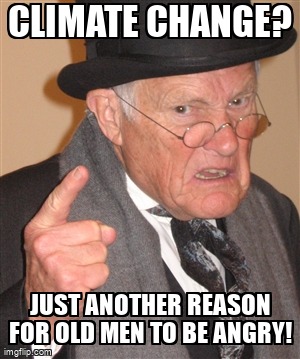 CLIMATE CHANGE?
JUST ANOTHER REASON
FOR OLD MEN TO BE ANGRY!
imgflip.com